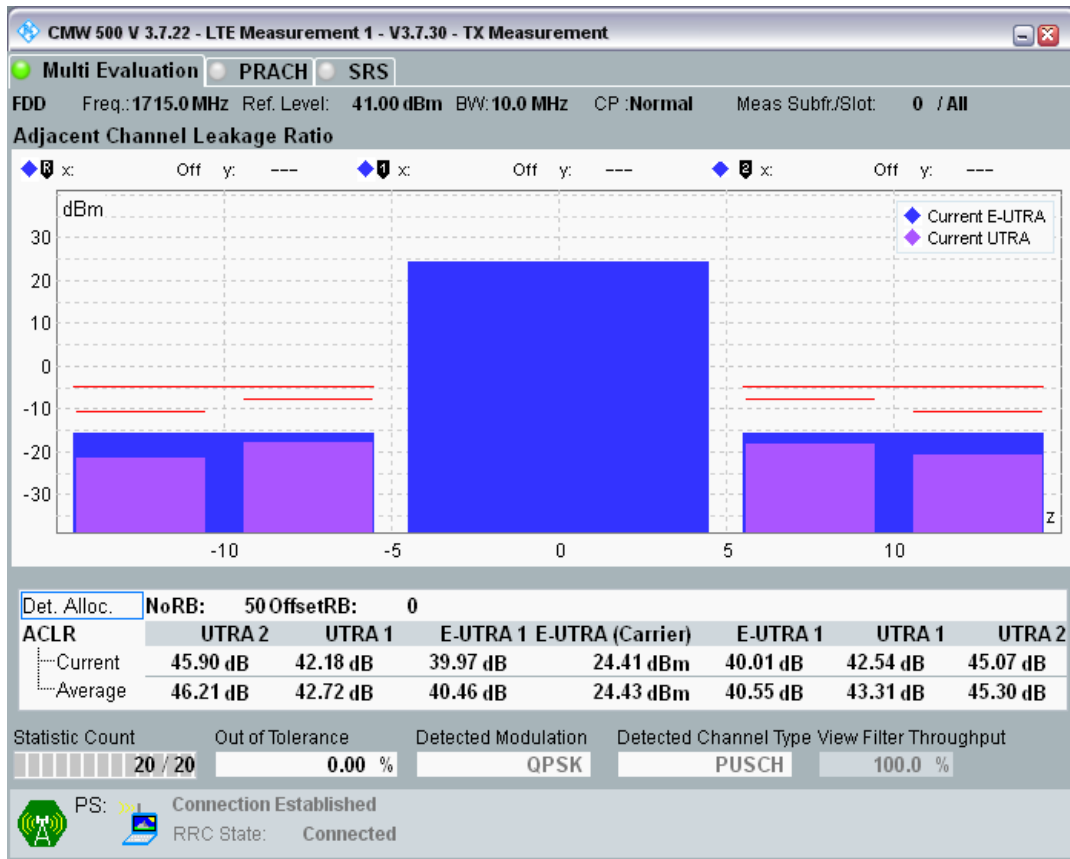 CMW 500 V 3.7.22 - LTE Measurement 1 - V3.7.30 - TX Measurement
Multi Evaluation PRACH SRS
FDD Freq.:1715.0 MHz Ref. Level: 41.00 dBm BW:10.0 MHz CP :Normal Meas Subfr./Slot: 0 / All
Adjacent Channel Leakage Ratio
R x: Off y: --- 1 x: Off y: --- 2 x: Off y: ---
dBm
Current E-UTRA
Current UTRA
30
20
10
0
-10
-20
-30
z
-10 -5 0 5 10
Det. Alloc. NoRB: 50 OffsetRB: 0
ACLR UTRA 2 UTRA 1 E-UTRA 1 E-UTRA (Carrier) E-UTRA 1 UTRA 1 UTRA 2
Current 45.90 dB 42.18 dB 39.97 dB 24.41 dBm 40.01 dB 42.54 dB 45.07 dB
Average 46.21 dB 42.72 dB 40.46 dB 24.43 dBm 40.55 dB 43.31 dB 45.30 dB
Statistic Count Out of Tolerance Detected Modulation Detected Channel Type View Filter Throughput
20 / 20 0.00 % QPSK PUSCH 100.0 %
PS: Connection Established
RRC State: Connected